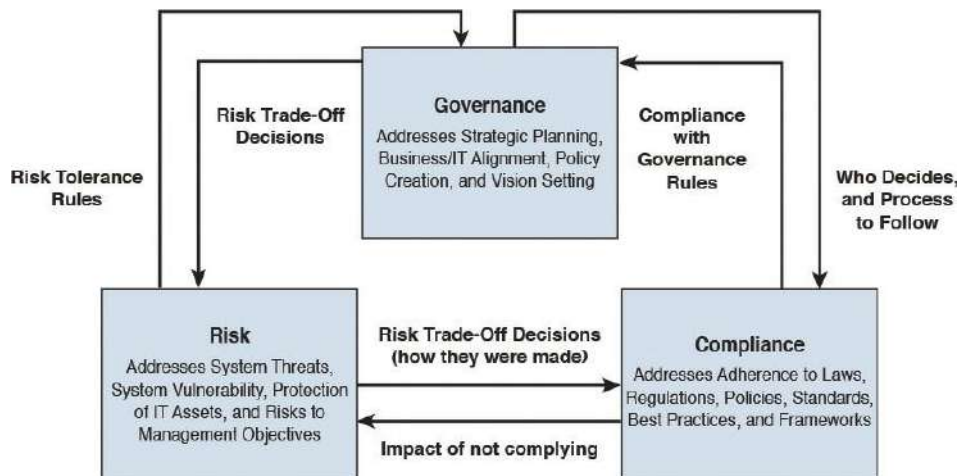 Governance
Addresses Strategic Planning,
Business/IT Alignment, Policy
Creation, and Vision Setting
Risk Trade-Off
Decisions
Compliance
with
Governance
Rules
Risk Tolerance
Rules
Who Decides,
and Process
to Follow
Risk
Addresses System Threats,
System Vulnerability, Protection
of IT Assets, and Risks to
Management Objectives
Risk Trade-Off Decisions
(how they were made)
Impact of not complying
Compliance
Addresses Adherence to Laws,
Regulations, Policies, Standards,
Best Practices, and Frameworks